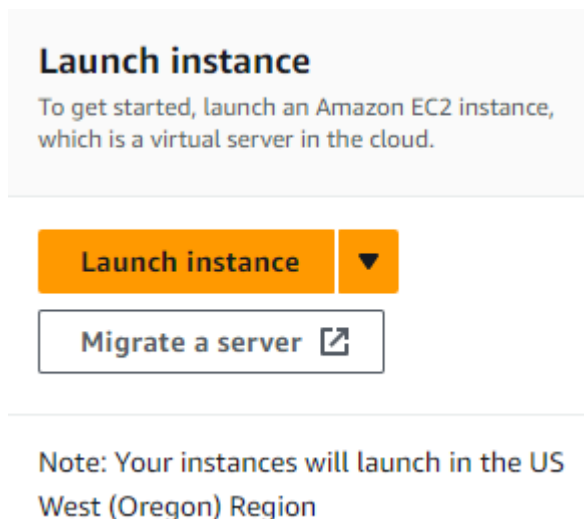 Launch instance
To get started, launch an Amazon EC2 instance,
which is a virtual server in the cloud.
Launch instance
Migrate a server
Note: Your instances will launch in the US
West (Oregon) Region